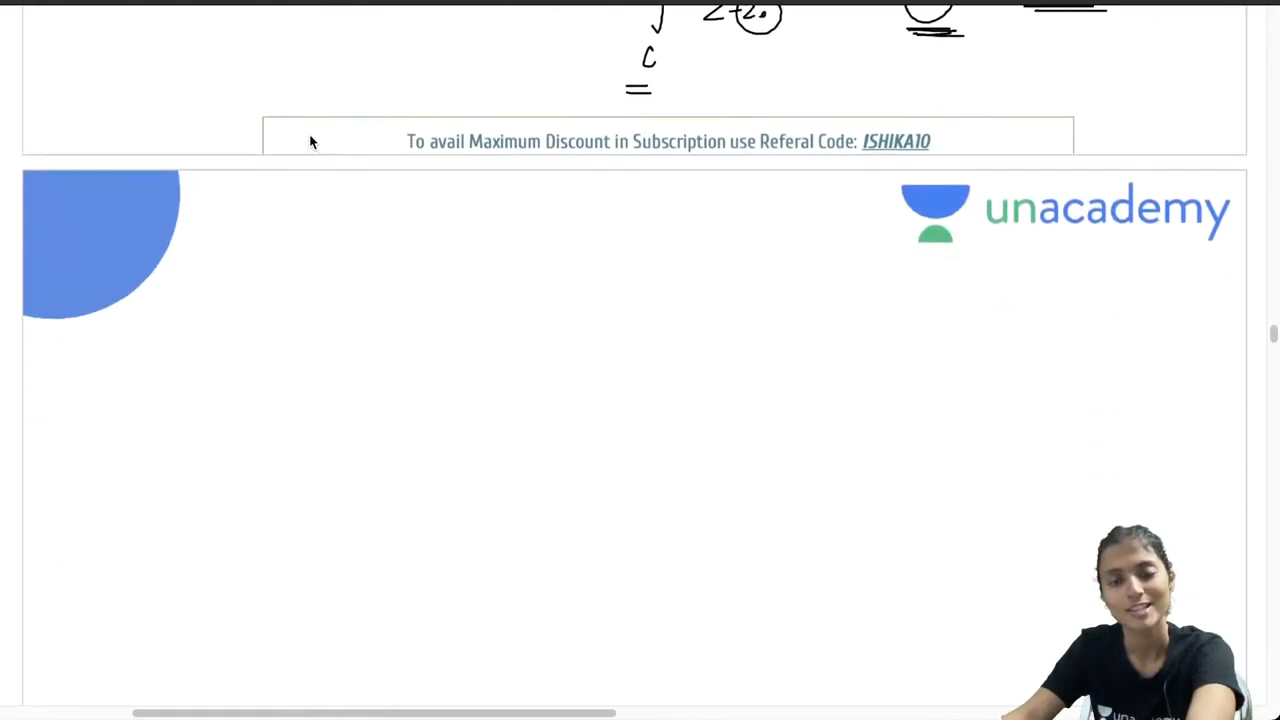 C
=
To avail Maximum Discount in Subscription use Referal Code: ISHIKA10
unacademy